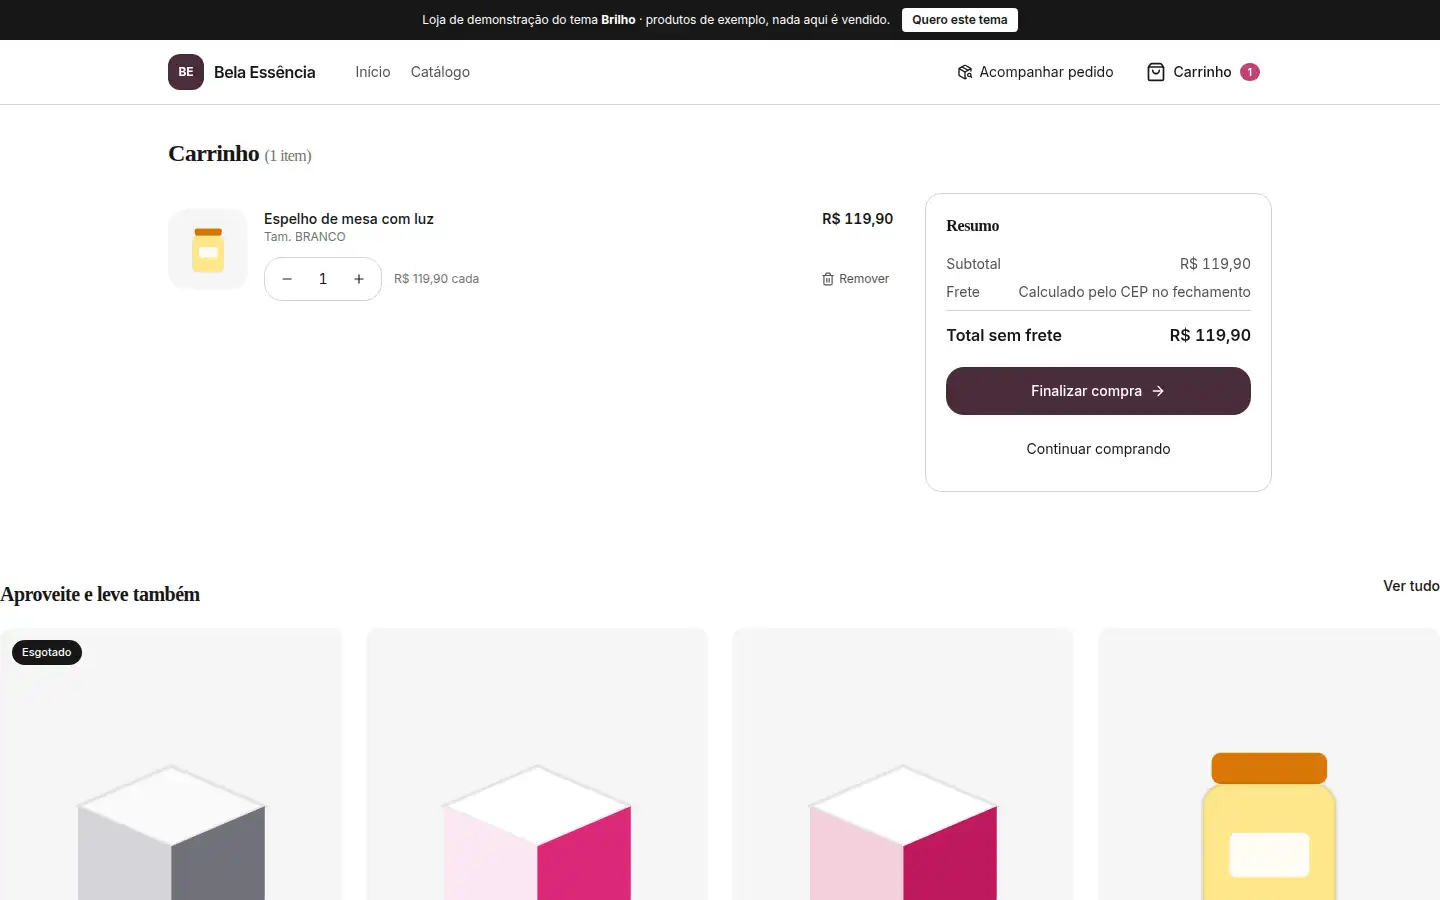 Loja de demonstração do tema Brilho · produtos de exemplo, nada aqui é vendido. Quero este tema
BE Bela Essência Início Catálogo Acompanhar pedido Carrinho 1
Carrinho (1 item)
Espelho de mesa com luz R$ 119,90
Tam. BRANCO
− 1 + R$ 119,90 cada Remover
Resumo
Subtotal R$ 119,90
Frete Calculado pelo CEP no fechamento
Total sem frete R$ 119,90
Finalizar compra →
Continuar comprando
Aproveite e leve também Ver tudo
Esgotado